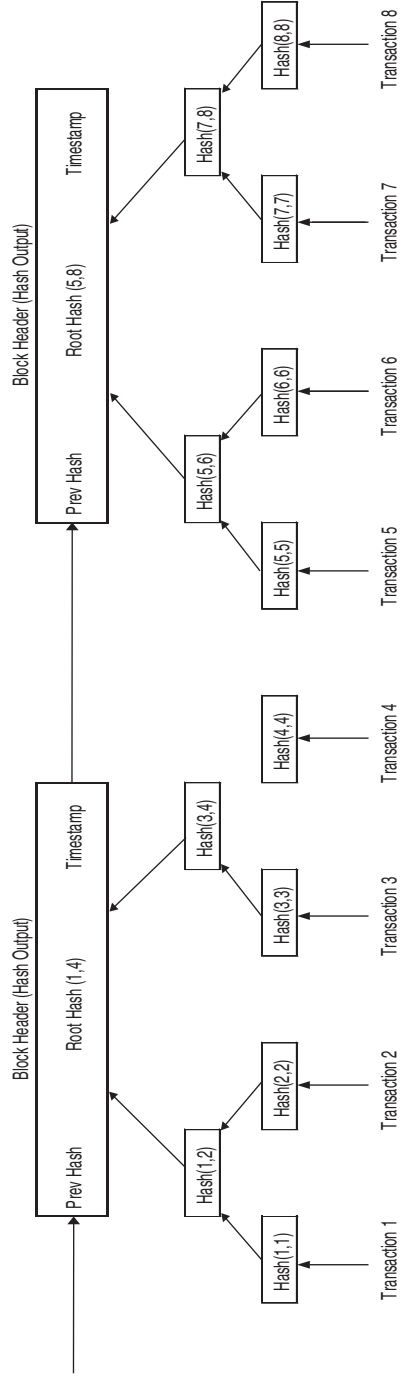 Block Header (Hash Output)
Prev Hash
Root Hash (1,4)
Timestamp
Hash(1,2)
Hash(3,4)
Hash(1,1)
Hash(2,2)
Hash(3,3)
Hash(4,4)
Transaction 1
Transaction 2
Transaction 3
Transaction 4
Block Header (Hash Output)
Prev Hash
Root Hash (5,8)
Timestamp
Hash(5,6)
Hash(7,8)
Hash(5,5)
Hash(6,6)
Hash(7,7)
Hash(8,8)
Transaction 5
Transaction 6
Transaction 7
Transaction 8